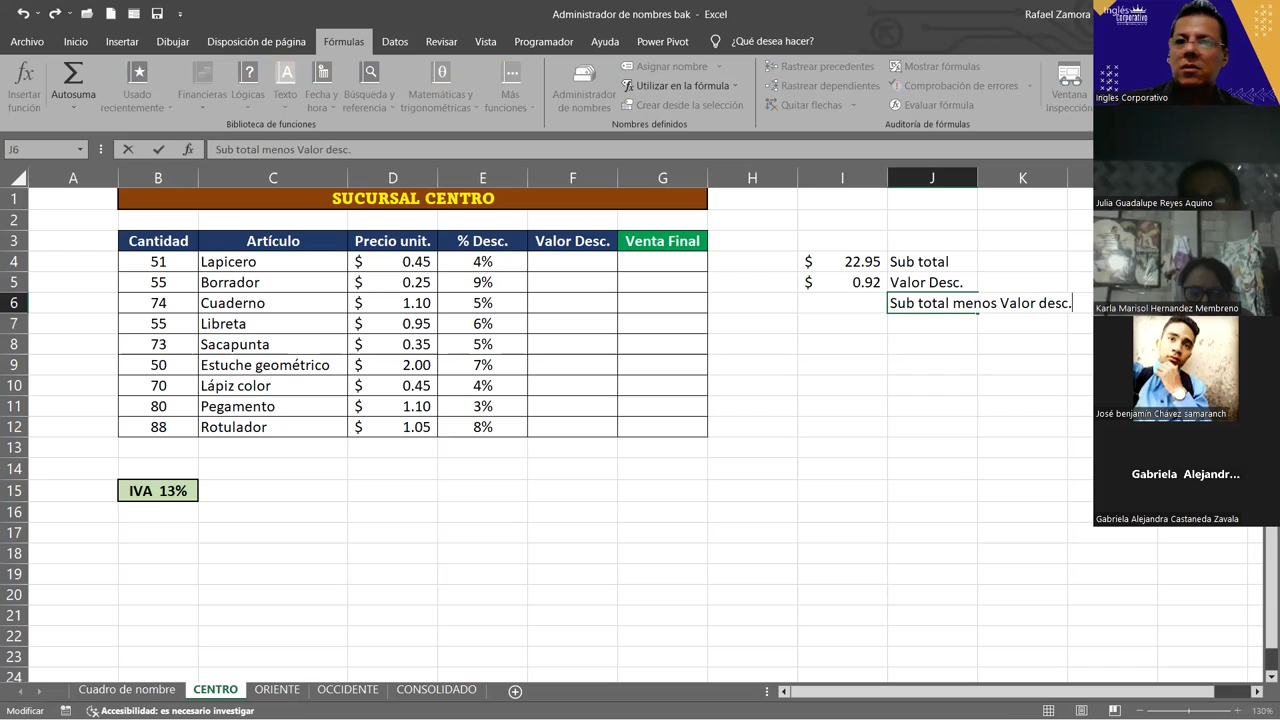 Administrador de nombres bak - Excel
Rafael Zamora
Archivo Inicio Insertar Dibujar Disposición de página Fórmulas Datos Revisar Vista Programador Ayuda Power Pivot ¿Qué desea hacer?
Insertar función
Autosuma
Usado recientemente
Financieras
Lógicas
Texto
Fecha y hora
Búsqueda y referencia
Matemáticas y trigonométricas
Más funciones
Biblioteca de funciones
Administrador de nombres
Asignar nombre
Utilizar en la fórmula
Crear desde la selección
Nombres definidos
Rastrear precedentes
Rastrear dependientes
Quitar flechas
Mostrar fórmulas
Comprobación de errores
Evaluar fórmula
Auditoría de fórmulas
Ventana
Inspección
J6 fx Sub total menos Valor desc.
A B C D E F G H I J K
1 SUCURSAL CENTRO
2
3 Cantidad Artículo Precio unit. % Desc. Valor Desc. Venta Final
4 51 Lapicero $ 0.45 4% $ 22.95 Sub total
5 55 Borrador $ 0.25 9% $ 0.92 Valor Desc.
6 74 Cuaderno $ 1.10 5% Sub total menos Valor desc.
7 55 Libreta $ 0.95 6%
8 73 Sacapunta $ 0.35 5%
9 50 Estuche geométrico $ 2.00 7%
10 70 Lápiz color $ 0.45 4%
11 80 Pegamento $ 1.10 3%
12 88 Rotulador $ 1.05 8%
13
14
15 IVA 13%
16
17
18
19
20
21
22
23
24
Cuadro de nombre CENTRO ORIENTE OCCIDENTE CONSOLIDADO
Modificar Accesibilidad: es necesario investigar 130%
Inglés
Corporativo
Ingles Corporativo
Julia Guadalupe Reyes Aquino
Karla Marisol Hernandez Membreno
José benjamín Chávez samaranch
Gabriela Alejandr...
Gabriela Alejandra Castaneda Zavala